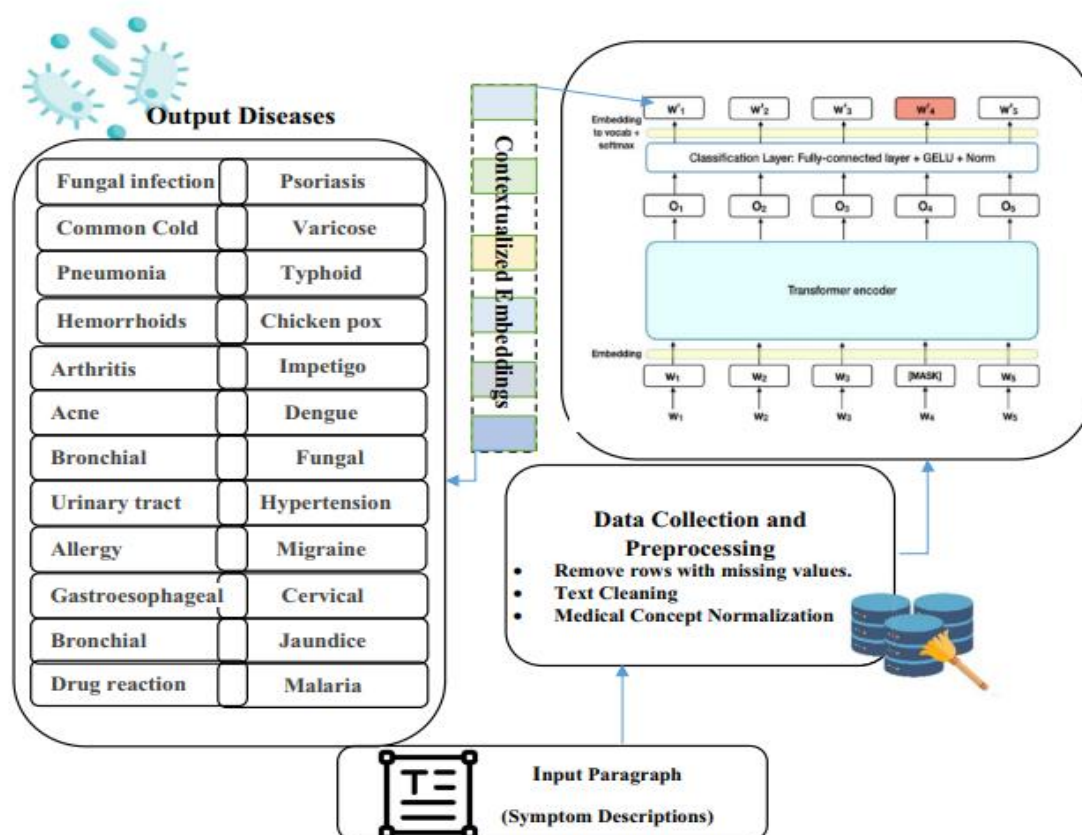 Output Diseases
Fungal infection Psoriasis
Common Cold Varicose
Pneumonia Typhoid
Hemorrhoids Chicken pox
Arthritis Impetigo
Acne Dengue
Bronchial Fungal
Urinary tract Hypertension
Allergy Migraine
Gastroesophageal Cervical
Bronchial Jaundice
Drug reaction Malaria
Contextualized Embeddings
W'1 W'2 W'3 W'4 W'5
Embedding
to vocab +
softmax
Classification Layer: Fully-connected layer + GELU + Norm
O1 O2 O3 O4 O5
Transformer encoder
Embedding
W1 W2 W3 [MASK] W5
W1 W2 W3 W4 W5
Data Collection and
Preprocessing
• Remove rows with missing values.
• Text Cleaning
• Medical Concept Normalization
Input Paragraph
(Symptom Descriptions)